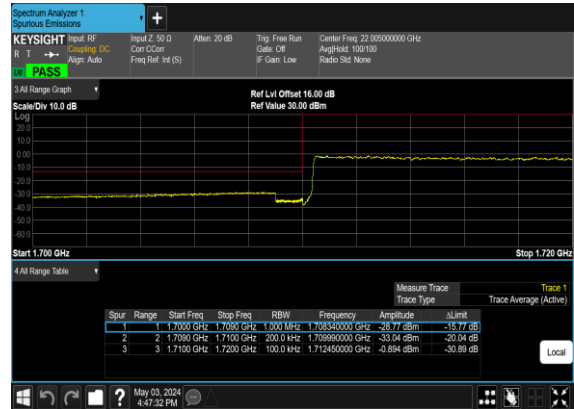 Spectrum Analyzer 1
Spurious Emissions
+
KEYSIGHT Input: RF Input Z: 50 Ω Atten: 20 dB Trig: Free Run Center Freq: 22.005000000 GHz
R T Coupling: DC Corr CCorr Gate: Off Avg|Hold: 100/100
Align: Auto Freq Ref: Int (S) IF Gain: Low Radio Std: None
LW PASS
3 All Range Graph Ref Lvl Offset 16.00 dB
Scale/Div 10.0 dB Ref Value 30.00 dBm
Log
20.0
10.0
0.00
-10.0
-20.0
-30.0
-40.0
-50.0
-60.0
Start 1.700 GHz Stop 1.720 GHz
4 All Range Table
Measure Trace Trace 1
Trace Type Trace Average (Active)
Spur Range Start Freq Stop Freq RBW Frequency Amplitude ΔLimit
1 1 1.7000 GHz 1.7090 GHz 1.000 MHz 1.708340000 GHz -28.77 dBm -15.77 dB
2 2 1.7090 GHz 1.7100 GHz 200.0 kHz 1.709990000 GHz -33.04 dBm -20.04 dB
3 3 1.7100 GHz 1.7200 GHz 100.0 kHz 1.712450000 GHz -0.894 dBm -30.89 dB
Local
? May 03, 2024
4:47:32 PM